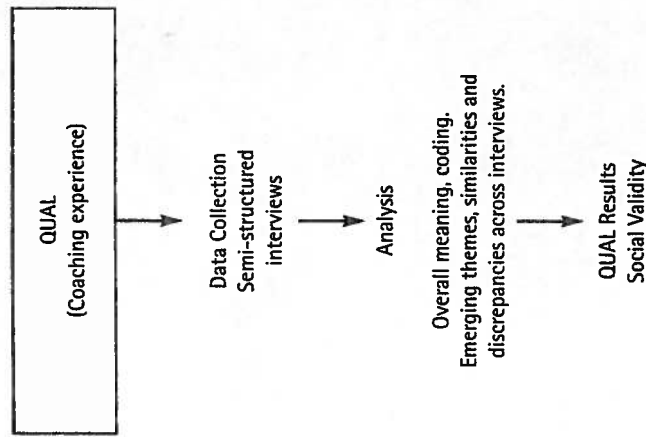 QUAL
(Coaching experience)
Data Collection
Semi-structured
interviews
Analysis
Overall meaning, coding.
Emerging themes, similarities and
discrepancies across interviews.
QUAL Results
Social Validity